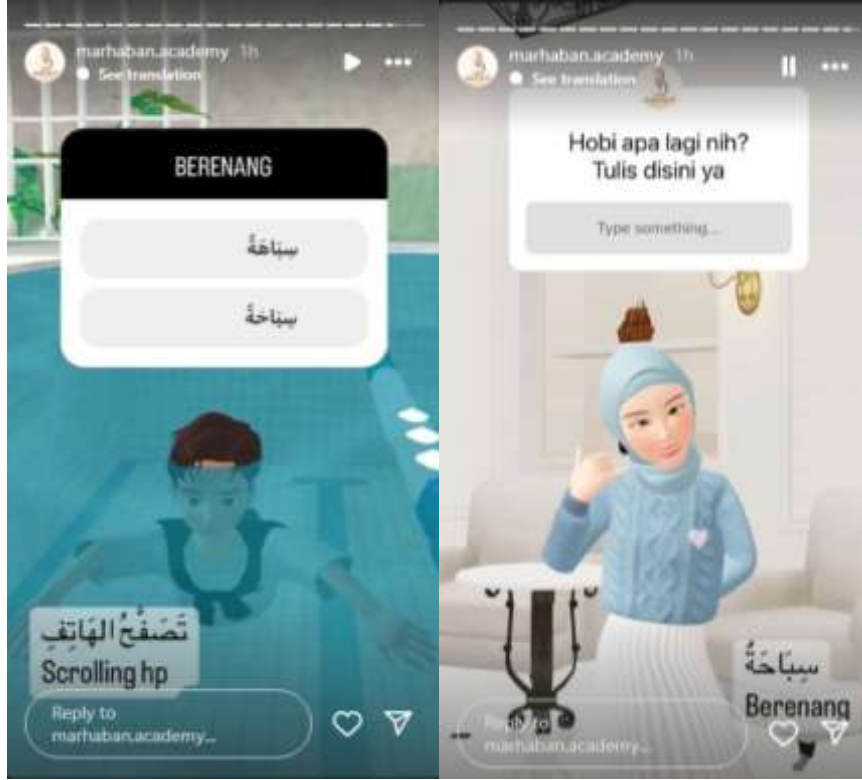 marhaban.academy 1h
See translation
BERENANG
سِبَاهَةٌ
سِبَاحَةٌ
تَصَفُّحُ الهَاتِفِ
Scrolling hp
Reply to
marhaban.academy...
marhaban.academy 1h
See translation
Hobi apa lagi nih?
Tulis disini ya
Type something...
سِبَاحَةٌ
Berenang
Reply to
marhaban.academy...